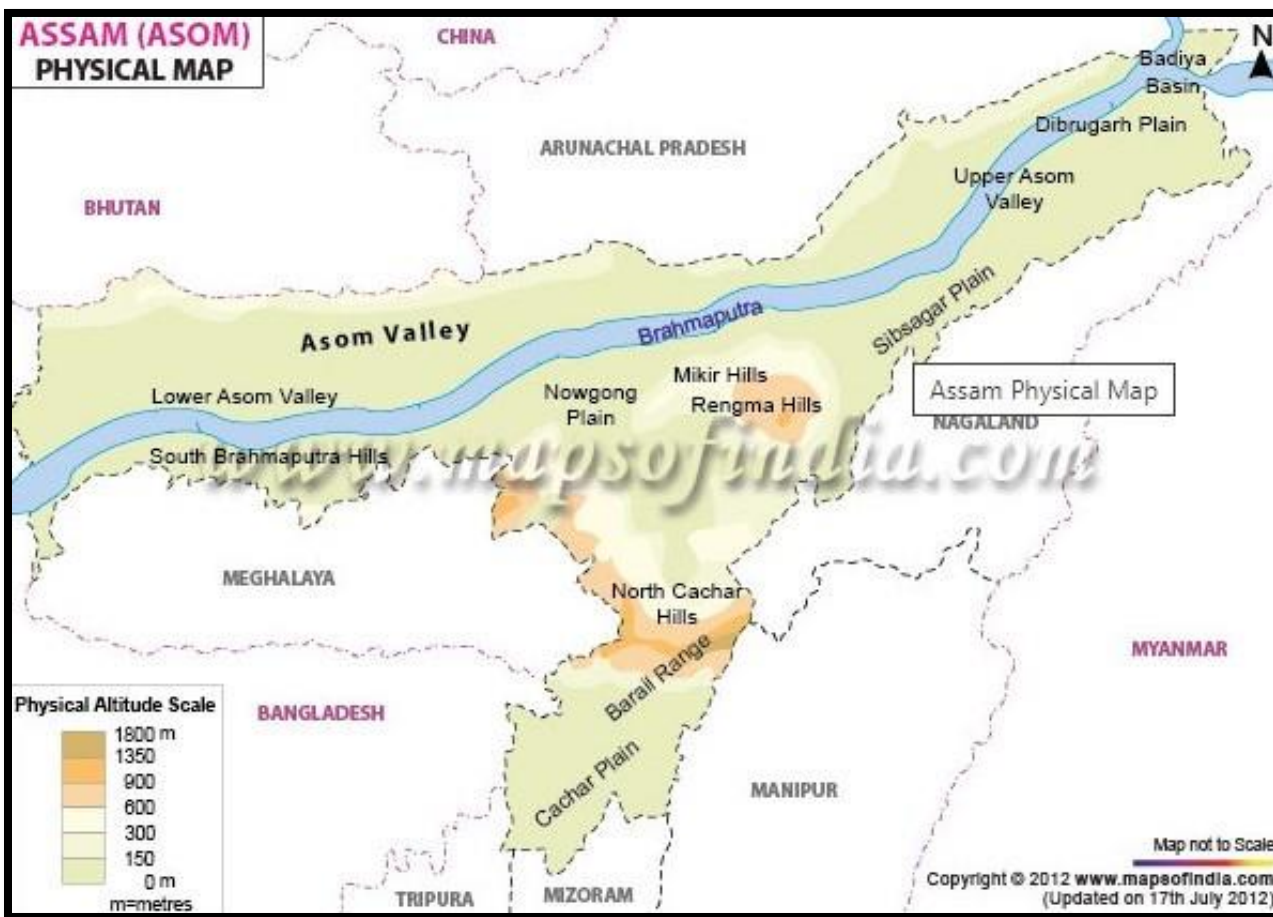 ASSAM (ASOM)
PHYSICAL MAP
CHINA
N
Badiya
Basin
Dibrugarh Plain
ARUNACHAL PRADESH
Upper Asom
Valley
BHUTAN
Asom Valley
Brahmaputra
Sibsagar Plain
Mikir Hills
Rengma Hills
Nowgong
Plain
Lower Asom Valley
Assam Physical Map
NAGALAND
South Brahmaputra Hills
www.mapsofindia.com
MEGHALAYA
North Cachar
Hills
Barail Range
MYANMAR
BANGLADESH
Cachar Plain
MANIPUR
TRIPURA
MIZORAM
Physical Altitude Scale
1800 m
1350
900
600
300
150
0 m
m=metres
Map not to Scale
Copyright © 2012 www.mapsofindia.com
(Updated on 17th July 2012)